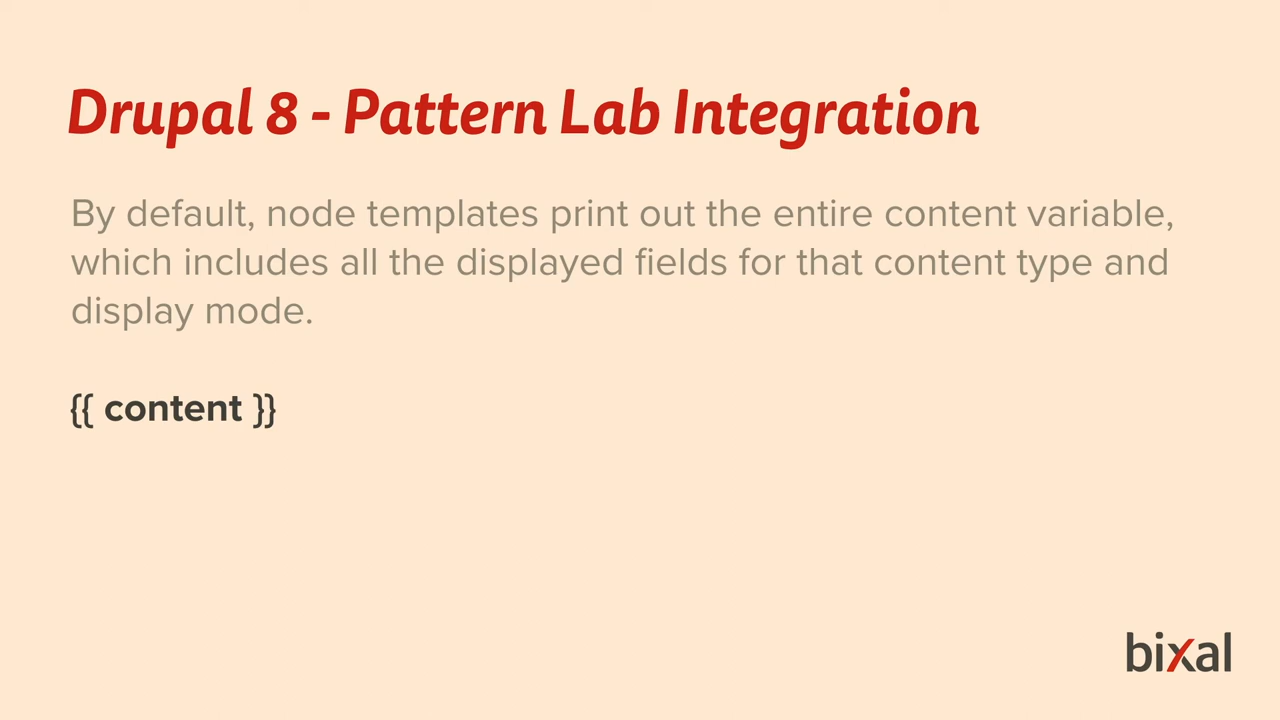 Drupal 8 - Pattern Lab Integration
By default, node templates print out the entire content variable,
which includes all the displayed fields for that content type and
display mode.
{{ content }}
bixal